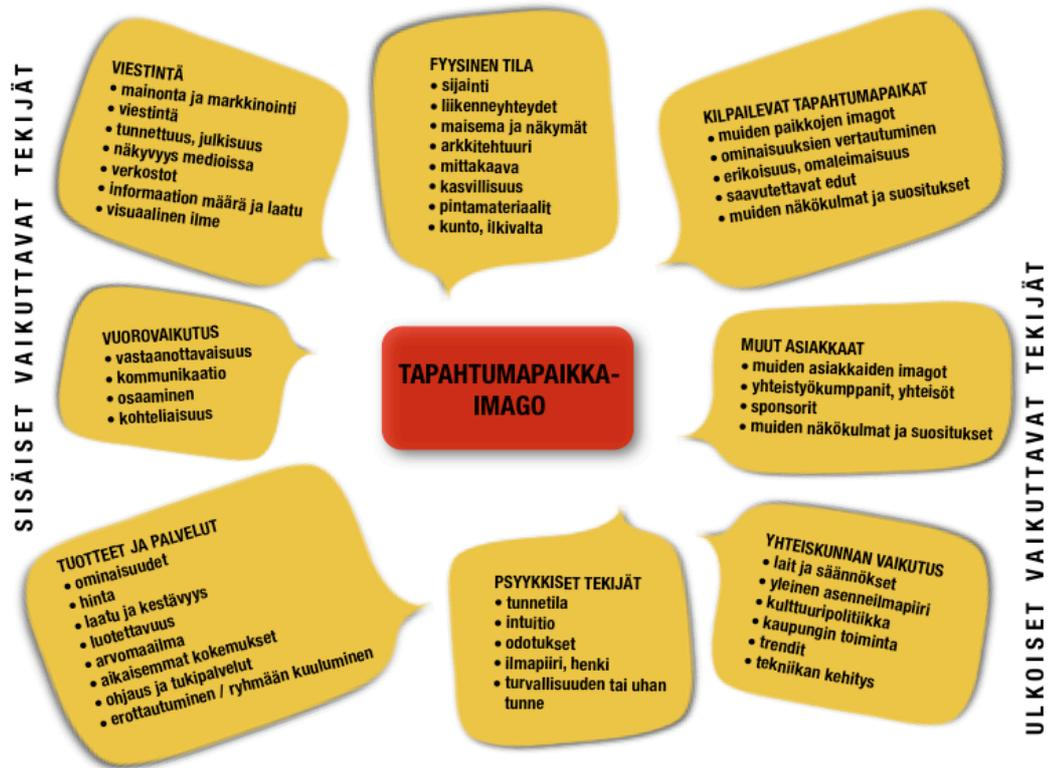 SISÄISET VAIKUTTAVAT TEKIJÄT
VIESTINTÄ
• mainonta ja markkinointi
• viestintä
• tunnettuus, julkisuus
• näkyvyys medioissa
• verkostot
• informaation määrä ja laatu
• visuaalinen ilme
FYYSINEN TILA
• sijainti
• liikenneyhteydet
• maisema ja näkymät
• arkkitehtuuri
• mittakaava
• kasvillisuus
• pintamateriaalit
• kunto, ilkivalta
KILPAILEVAT TAPAHTUMAPAIKAT
• muiden paikkojen imagot
• ominaisuuksien vertautuminen
• erikoisuus, omaleimaisuus
• saavutettavat edut
• muiden näkökulmat ja suositukset
VUOROVAIKUTUS
• vastaanottavaisuus
• kommunikaatio
• osaaminen
• kohteliaisuus
TAPAHTUMAPAIKKA-
IMAGO
MUUT ASIAKKAAT
• muiden asiakkaiden imagot
• yhteistyökumppanit, yhteisöt
• sponsorit
• muiden näkökulmat ja suositukset
TUOTTEET JA PALVELUT
• ominaisuudet
• hinta
• laatu ja kestävyys
• luotettavuus
• arvomaailma
• aikaisemmat kokemukset
• ohjaus ja tukipalvelut
• erottautuminen / ryhmään kuuluminen
PSYYKKISET TEKIJÄT
• tunnetila
• intuitio
• odotukset
• ilmapiiri, henki
• turvallisuuden tai uhan
tunne
YHTEISKUNNAN VAIKUTUS
• lait ja säännökset
• yleinen asenneilmapiiri
• kulttuuripolitiikka
• kaupungin toiminta
• trendit
• tekniikan kehitys
ULKOISET VAIKUTTAVAT TEKIJÄT